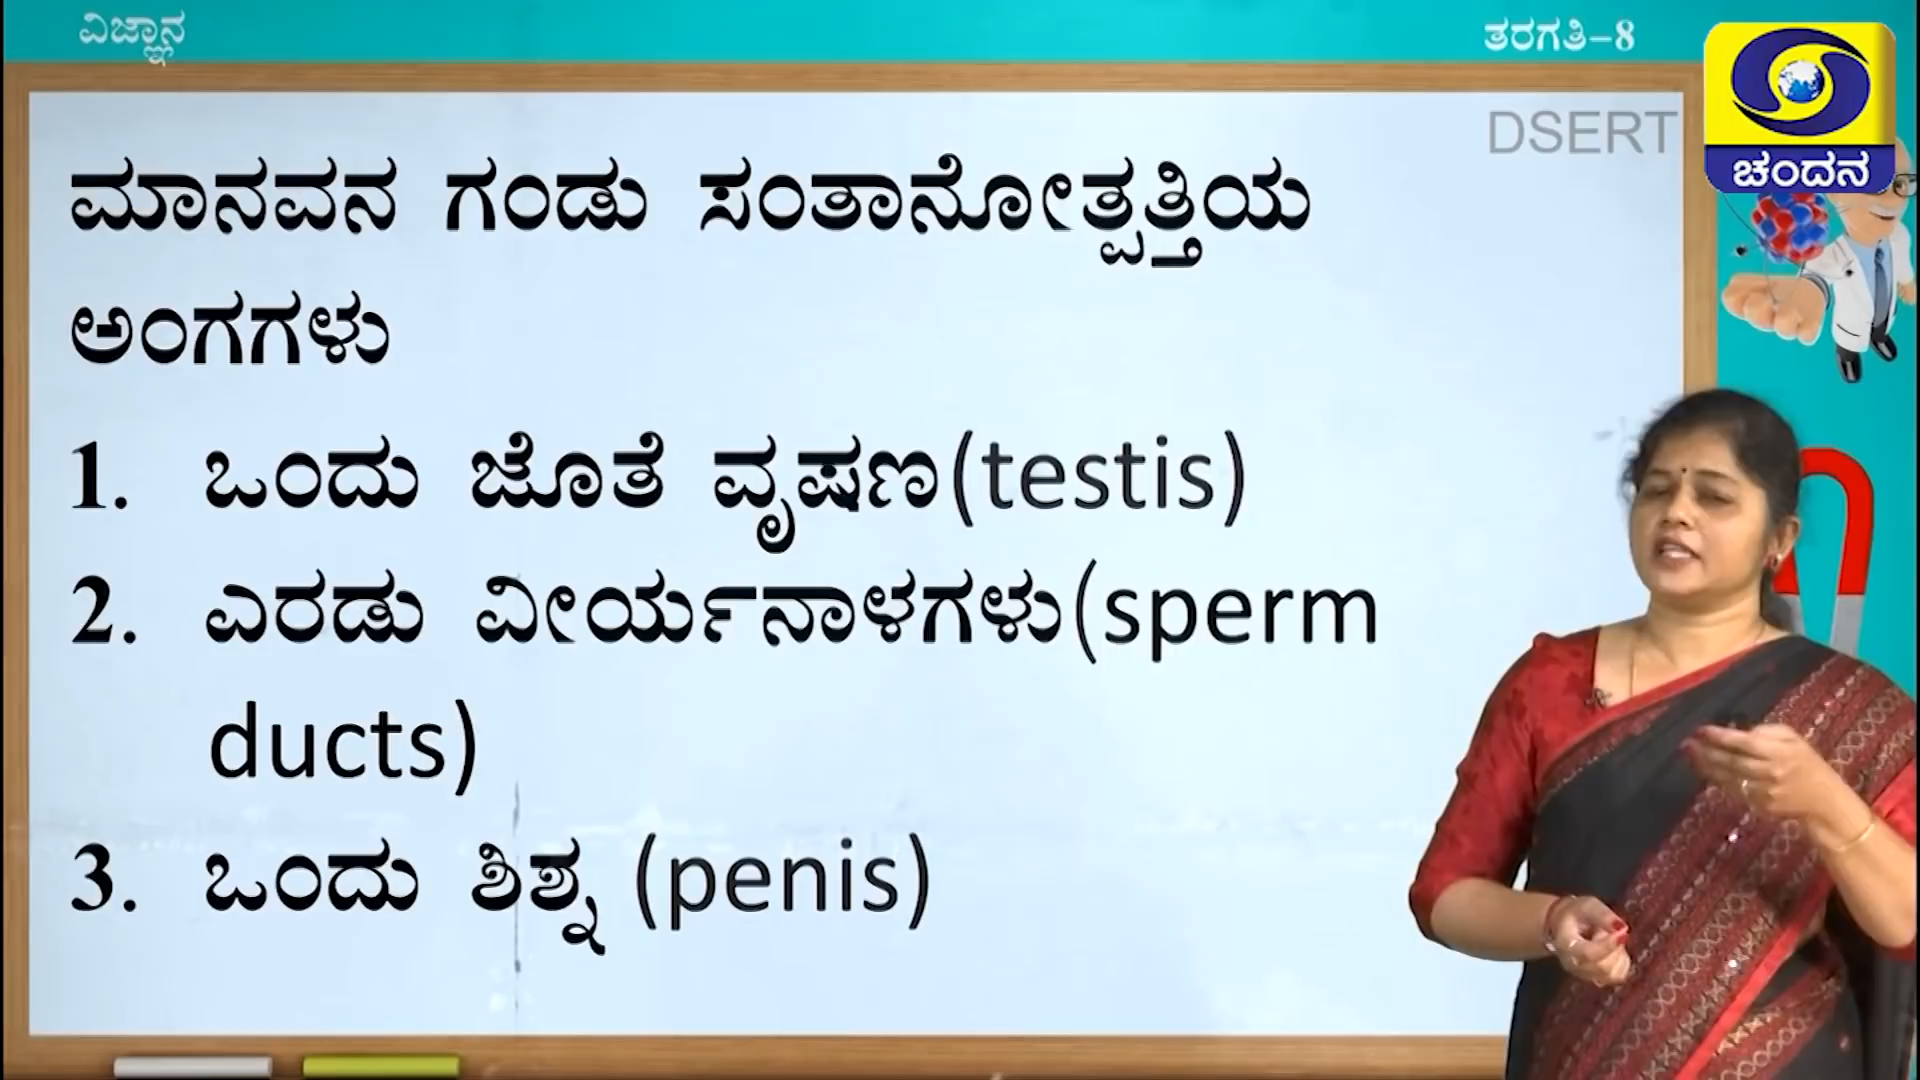 ವಿಜ್ಞಾನ
ತರಗತಿ-8
DSERT
ಚಂದನ
ಮಾನವನ ಗಂಡು ಸಂತಾನೋತ್ಪತ್ತಿಯ
ಅಂಗಗಳು
1. ಒಂದು ಜೊತೆ ವೃಷಣ(testis)
2. ಎರಡು ವೀರ್ಯನಾಳಗಳು(sperm
ducts)
3. ಒಂದು ಶಿಶ್ನ (penis)